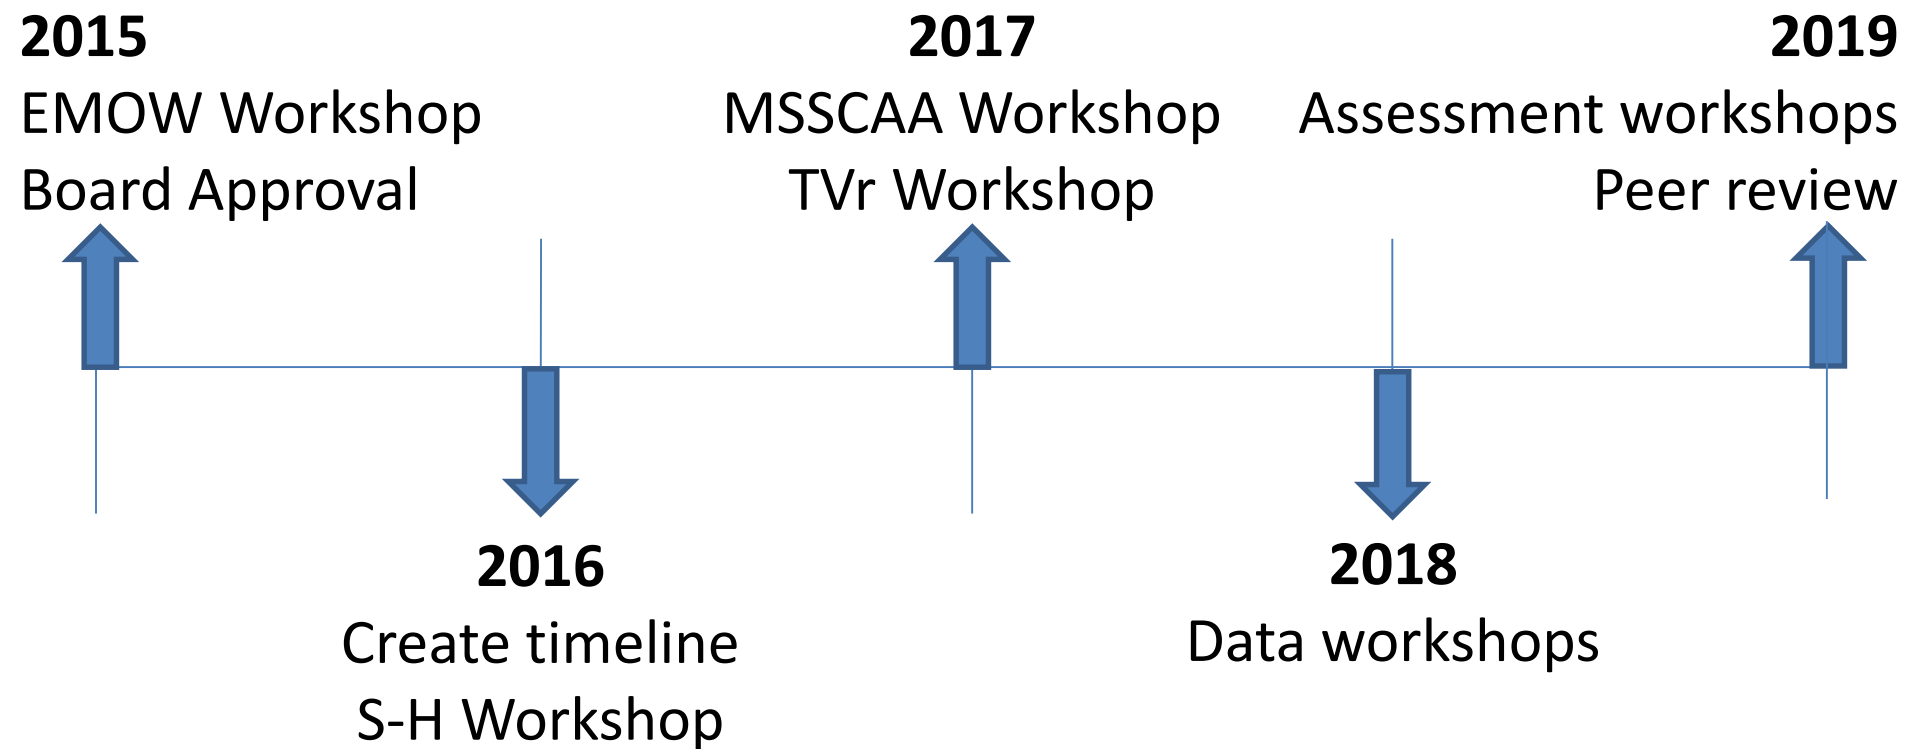 2015
EMOW Workshop
Board Approval
2017
MSSCAA Workshop
TVr Workshop
2019
Assessment workshops
Peer review
2016
Create timeline
S-H Workshop
2018
Data workshops